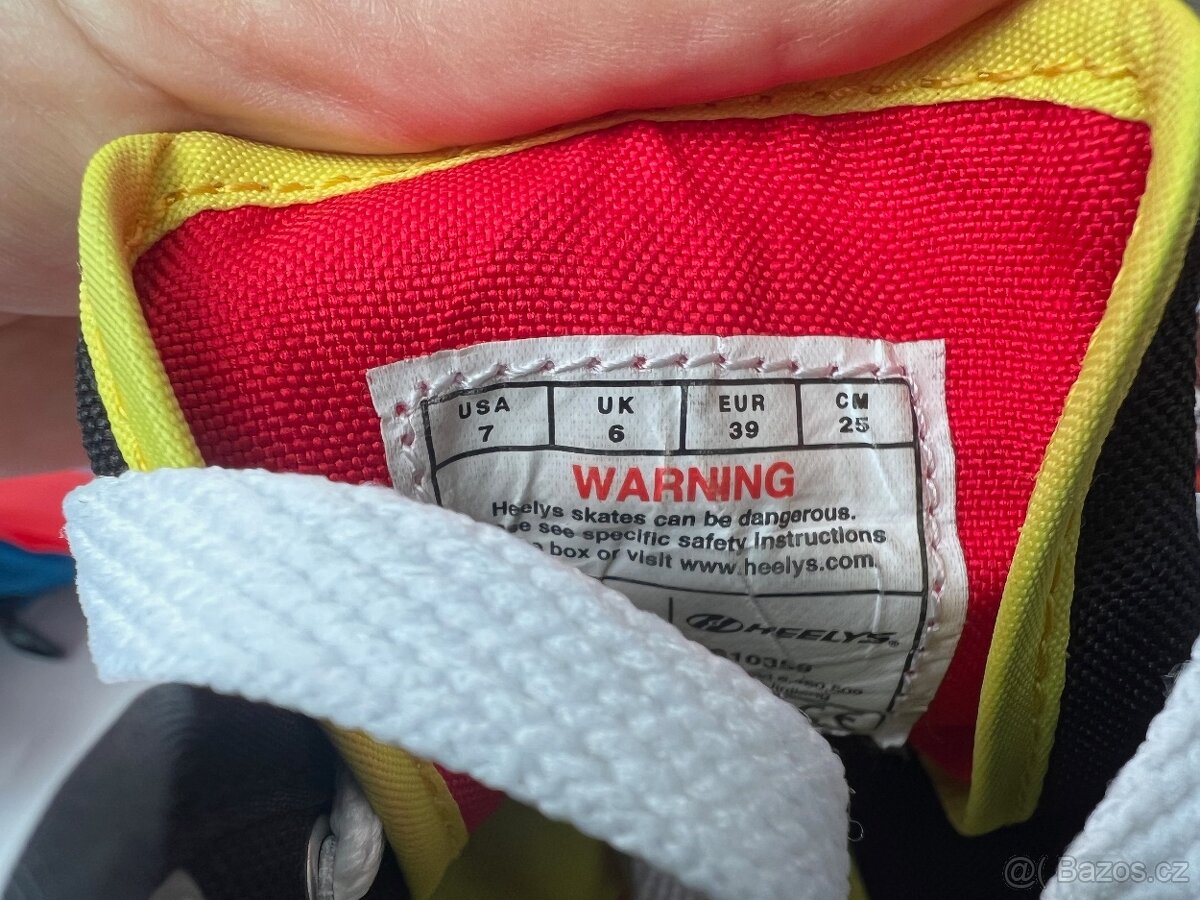 USA UK EUR CM
7 6 39 25
WARNING
Heelys skates can be dangerous.
see specific safety instructions
box or visit www.heelys.com
HEELYS®
Bazos.cz